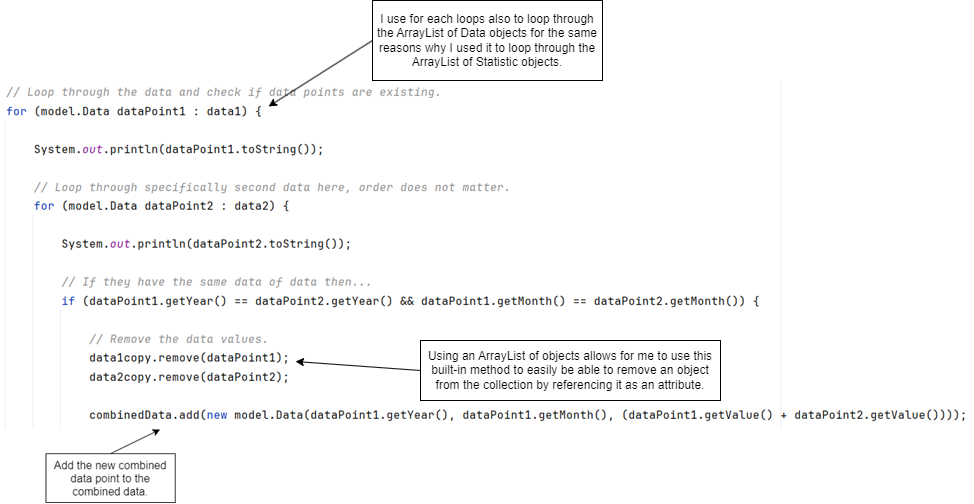 I use for each loops also to loop through
the ArrayList of Data objects for the same
reasons why I used it to loop through the
ArrayList of Statistic objects.
// Loop through the data and check if data points are existing.
for (model.Data dataPoint1 : data1) {
System.out.println(dataPoint1.toString());
// Loop through specifically second data here, order does not matter.
for (model.Data dataPoint2 : data2) {
System.out.println(dataPoint2.toString());
// If they have the same data of data then...
if (dataPoint1.getYear() == dataPoint2.getYear() && dataPoint1.getMonth() == dataPoint2.getMonth()) {
// Remove the data values.
data1copy.remove(dataPoint1);
data2copy.remove(dataPoint2);
Using an ArrayList of objects allows for me to use this
built-in method to easily be able to remove an object
from the collection by referencing it as an attribute.
combinedData.add(new model.Data(dataPoint1.getYear(), dataPoint1.getMonth(), (dataPoint1.getValue() + dataPoint2.getValue())));
Add the new combined
data point to the
combined data.